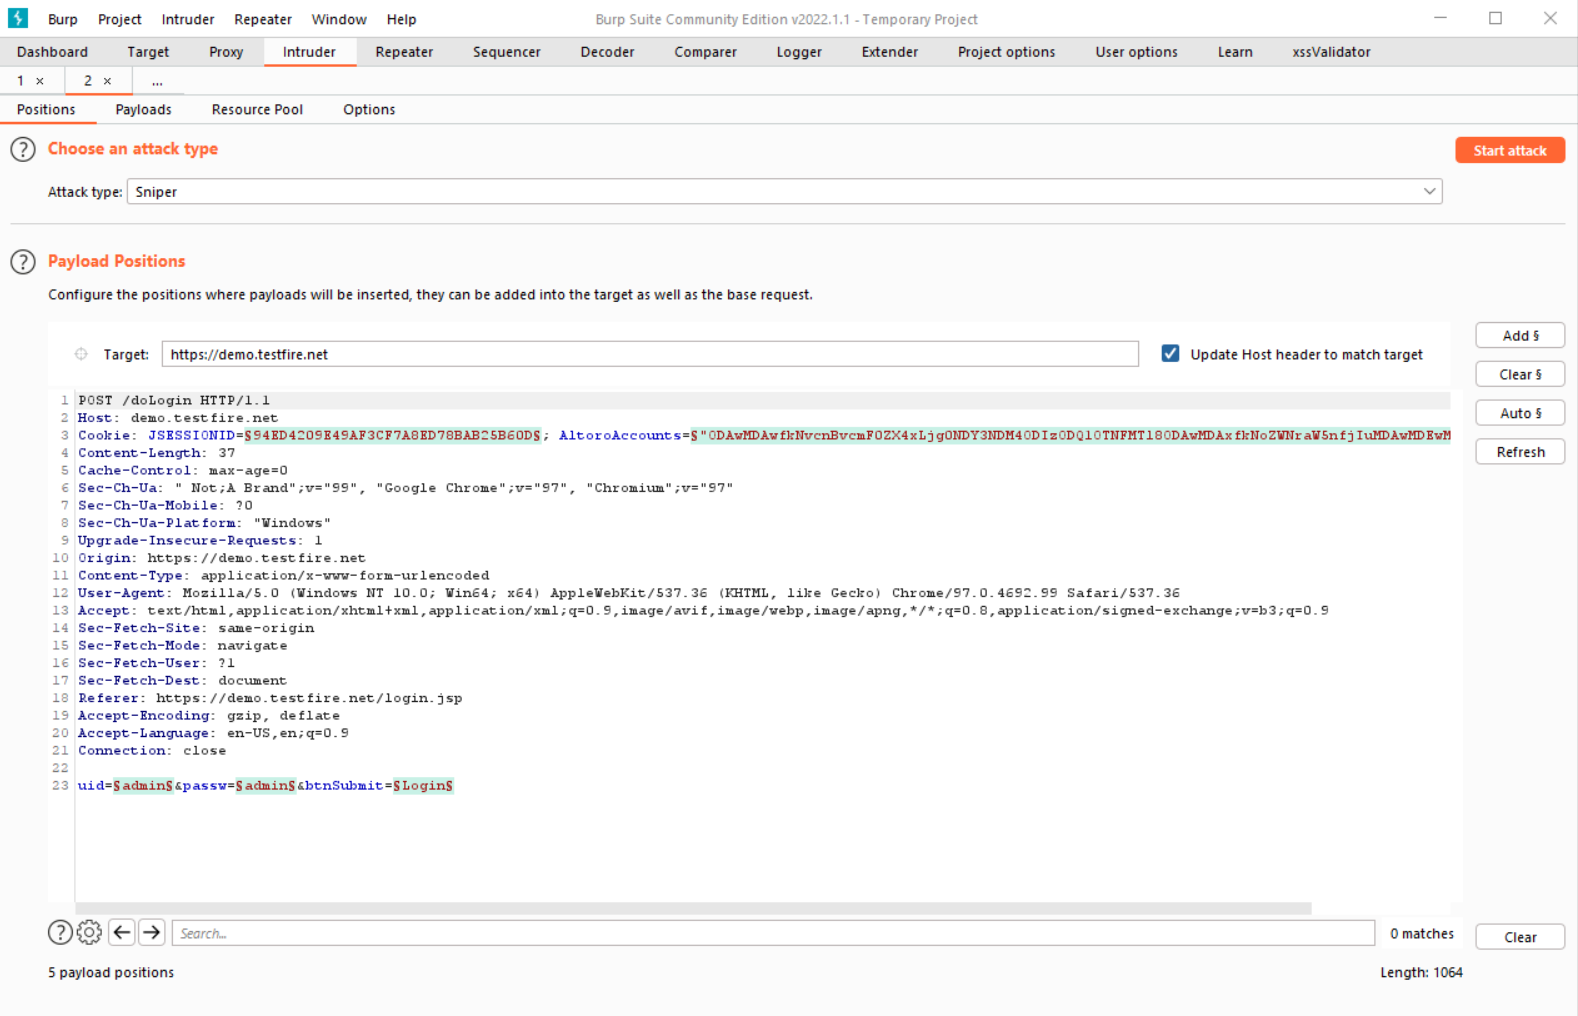 Burp Project Intruder Repeater Window Help Burp Suite Community Edition v2022.1.1 - Temporary Project
Dashboard Target Proxy Intruder Repeater Sequencer Decoder Comparer Logger Extender Project options User options Learn xssValidator
1 × 2 × ...
Positions Payloads Resource Pool Options
? Choose an attack type Start attack
Attack type: Sniper
? Payload Positions
Configure the positions where payloads will be inserted, they can be added into the target as well as the base request.
Add §
Target: https://demo.testfire.net Update Host header to match target
Clear §
Auto §
Refresh
1 POST /doLogin HTTP/1.1
2 Host: demo.testfire.net
3 Cookie: JSESSIONID=§94ED4209E49AF3CF7A8ED78BAB25B60D§; AltoroAccounts=§"ODAwMDAwfkNvcnBvcmF0ZX4xLjg0NDY3NDM4ODIzODQ1OTNFMTl8ODAwMDAxfkNoZWNraW5nfjIuMDAwMDEwM
4 Content-Length: 37
5 Cache-Control: max-age=0
6 Sec-Ch-Ua: " Not;A Brand";v="99", "Google Chrome";v="97", "Chromium";v="97"
7 Sec-Ch-Ua-Mobile: ?0
8 Sec-Ch-Ua-Platform: "Windows"
9 Upgrade-Insecure-Requests: 1
10 Origin: https://demo.testfire.net
11 Content-Type: application/x-www-form-urlencoded
12 User-Agent: Mozilla/5.0 (Windows NT 10.0; Win64; x64) AppleWebKit/537.36 (KHTML, like Gecko) Chrome/97.0.4692.99 Safari/537.36
13 Accept: text/html,application/xhtml+xml,application/xml;q=0.9,image/avif,image/webp,image/apng,*/*;q=0.8,application/signed-exchange;v=b3;q=0.9
14 Sec-Fetch-Site: same-origin
15 Sec-Fetch-Mode: navigate
16 Sec-Fetch-User: ?1
17 Sec-Fetch-Dest: document
18 Referer: https://demo.testfire.net/login.jsp
19 Accept-Encoding: gzip, deflate
20 Accept-Language: en-US,en;q=0.9
21 Connection: close
22
23 uid=§admin§&passw=§admin§&btnSubmit=§Login§
? Search... 0 matches Clear
5 payload positions Length: 1064